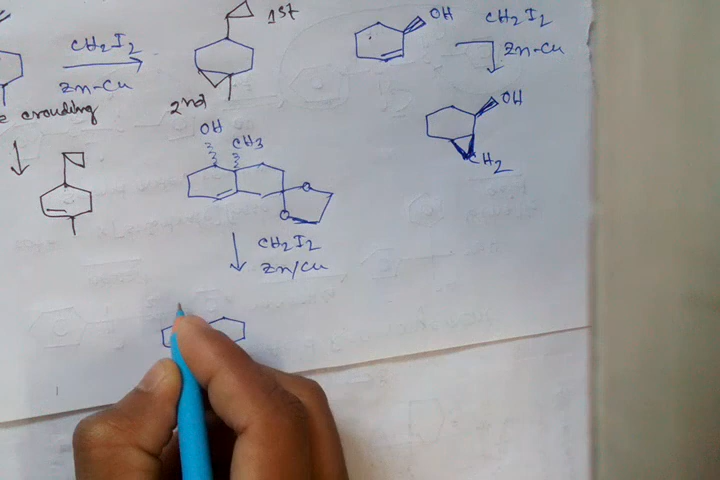 CH2I2
Zn-Cu
1st
2nd
crowding
OH
CH2I2
Zn-Cu
OH
CH2
OH
CH3
O
O
CH2I2
Zn/Cu